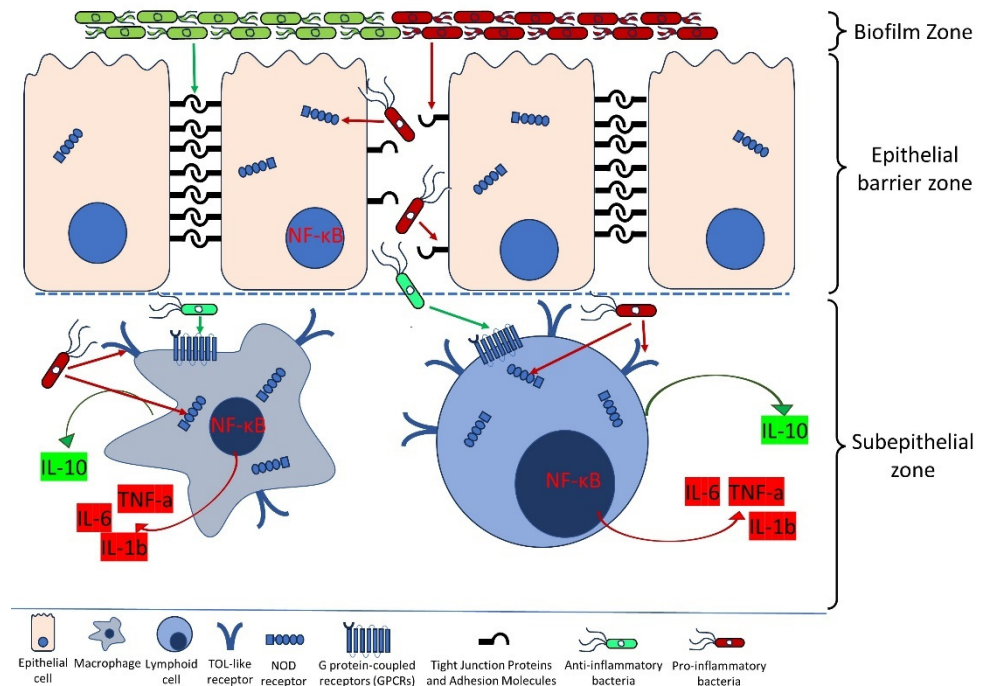 Biofilm Zone
Epithelial
barrier zone
NF-κB
Subepithelial
zone
NF-κB
IL-10
TNF-a
IL-6
IL-1b
NF-κB
IL-10
IL-6
TNF-a
IL-1b
Epithelial
cell
Macrophage
Lymphoid
cell
TOL-like
receptor
NOD
receptor
G protein-coupled
receptors (GPCRs)
Tight Junction Proteins
and Adhesion Molecules
Anti-inflammatory
bacteria
Pro-inflammatory
bacteria